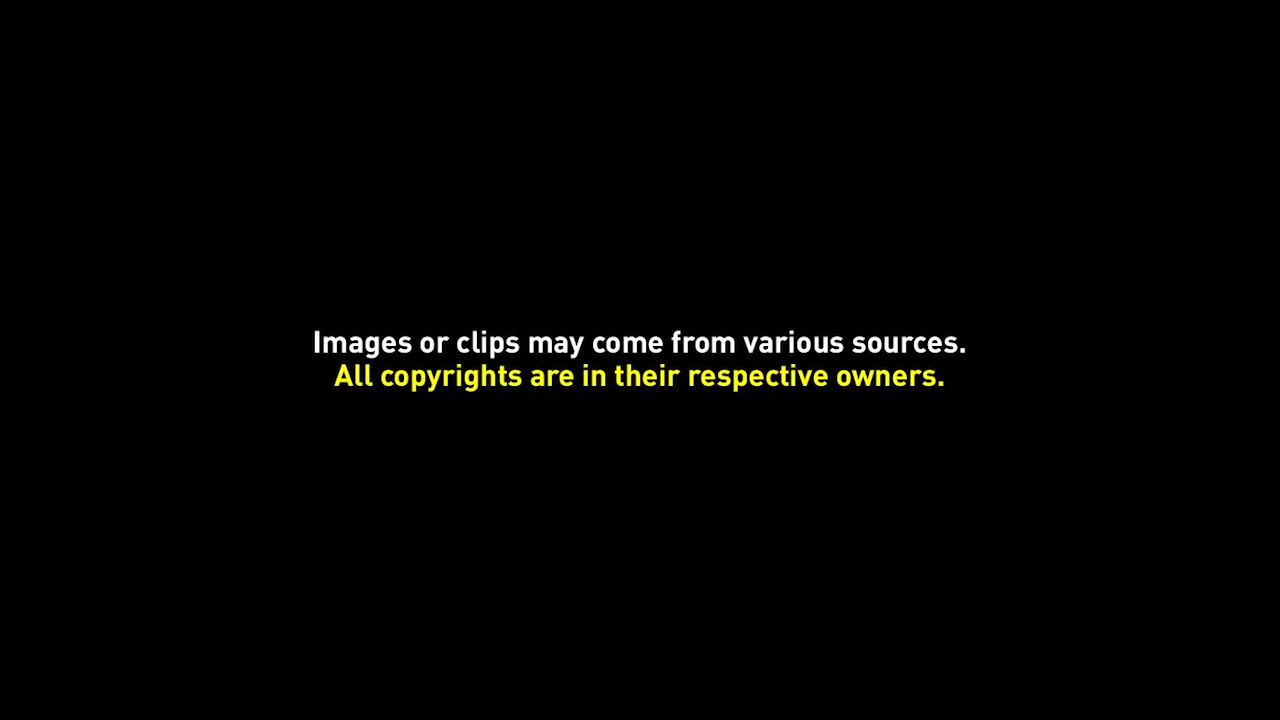 Images or clips may come from various sources.
All copyrights are in their respective owners.